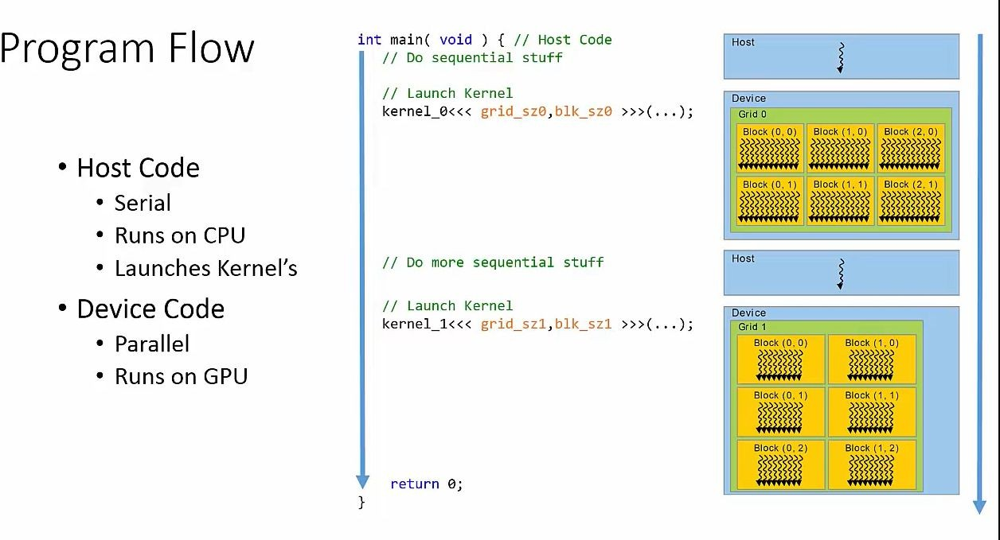 Program Flow
• Host Code
• Serial
• Runs on CPU
• Launches Kernel’s
• Device Code
• Parallel
• Runs on GPU
int main( void ) { // Host Code
// Do sequential stuff
// Launch Kernel
kernel_0<<< grid_sz0,blk_sz0 >>>(...);
// Do more sequential stuff
// Launch Kernel
kernel_1<<< grid_sz1,blk_sz1 >>>(...);
return 0;
}
Host
Device
Grid 0
Block (0, 0) Block (1, 0) Block (2, 0)
Block (0, 1) Block (1, 1) Block (2, 1)
Host
Device
Grid 1
Block (0, 0) Block (1, 0)
Block (0, 1) Block (1, 1)
Block (0, 2) Block (1, 2)